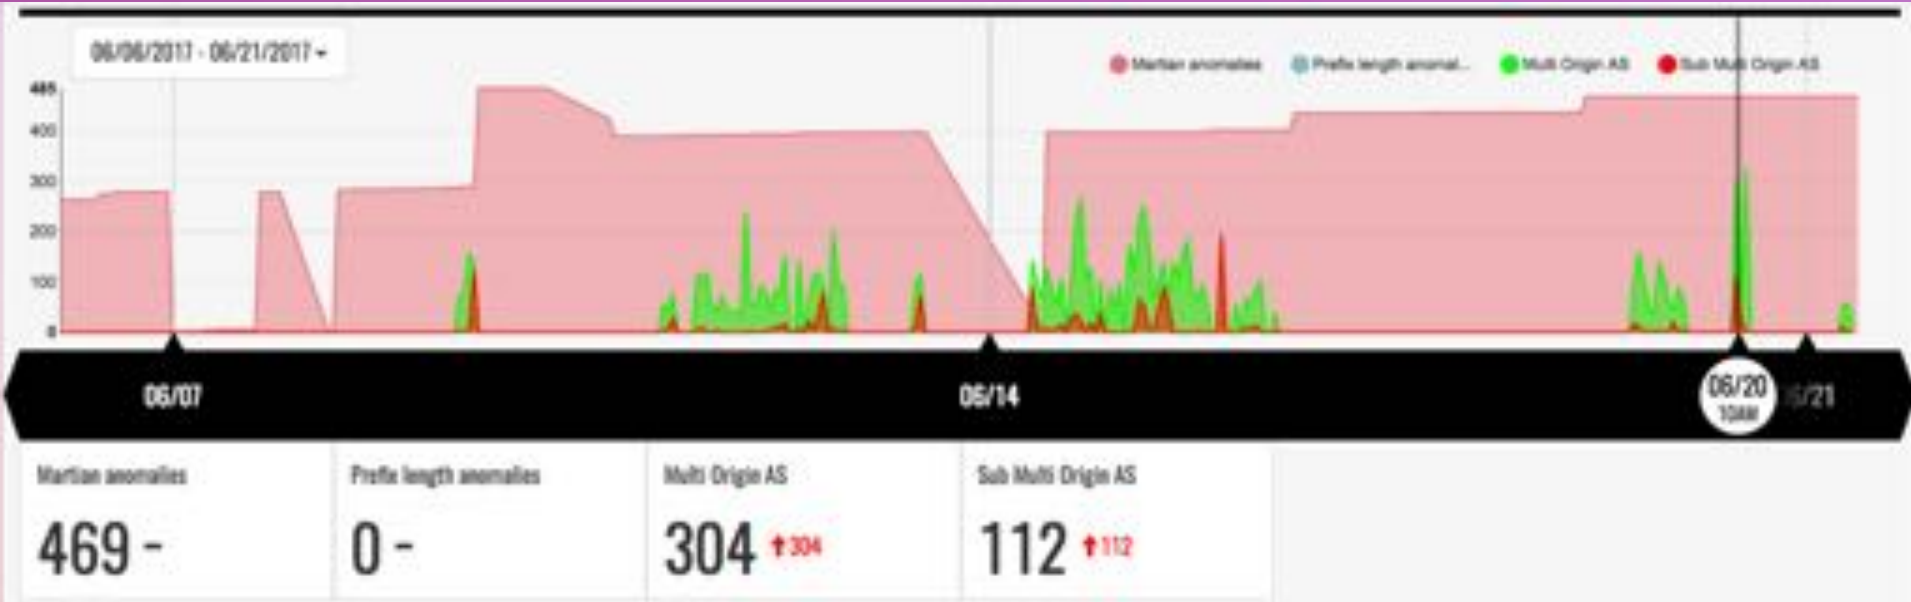 06/06/2017 - 06/21/2017
Martian anomalies
Prefix length anomal...
Multi Origin AS
Sub Multi Origin AS
485
400
300
200
100
0
06/07
06/14
06/20
10AM
/21
Martian anomalies
Prefix length anomalies
Multi Origin AS
Sub Multi Origin AS
469 -
0 -
304 ↑304
112 ↑112